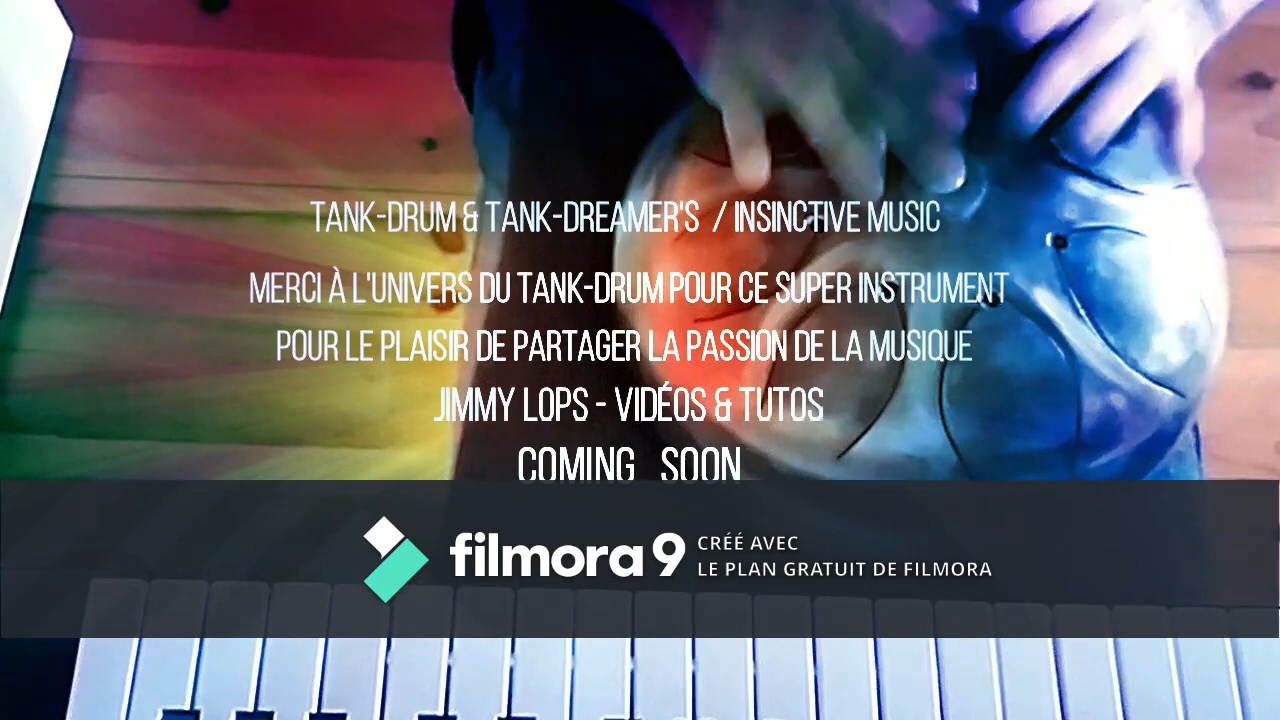 TANK-DRUM & TANK-DREAMER'S / INSINCTIVE MUSIC
MERCI À L'UNIVERS DU TANK-DRUM POUR CE SUPER INSTRUMENT
POUR LE PLAISIR DE PARTAGER LA PASSION DE LA MUSIQUE
JIMMY LOPS - VIDÉOS & TUTOS
COMING SOON
filmora 9
CRÉÉ AVEC
LE PLAN GRATUIT DE FILMORA